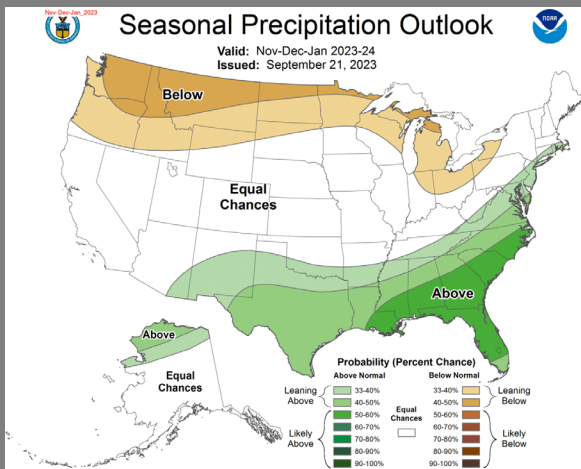 Nov-Dec-Jan_2023
Seasonal Precipitation Outlook
NOAA
Valid: Nov-Dec-Jan 2023-24
Issued: September 21, 2023
Below
Equal
Chances
Above
Above
Equal
Chances
Probability (Percent Chance)
Above Normal
Below Normal
Leaning
Above
33-40%
40-50%
Likely
Above
50-60%
60-70%
70-80%
80-90%
90-100%
Equal
Chances
33-40%
40-50%
Leaning
Below
50-60%
60-70%
70-80%
80-90%
90-100%
Likely
Below